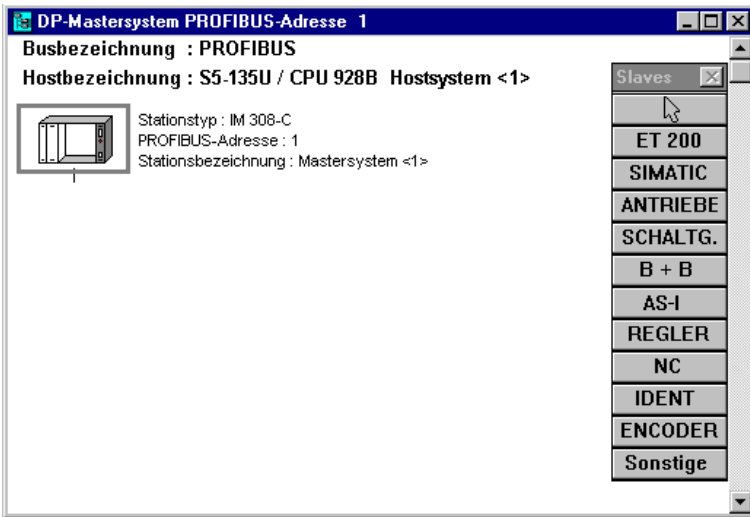 DP-Mastersystem PROFIBUS-Adresse 1
Busbezeichnung : PROFIBUS
Hostbezeichnung : S5-135U / CPU 928B Hostsystem <1>
Stationstyp : IM 308-C
PROFIBUS-Adresse : 1
Stationsbezeichnung : Mastersystem <1>
Slaves
ET 200
SIMATIC
ANTRIEBE
SCHALTG.
B + B
AS-I
REGLER
NC
IDENT
ENCODER
Sonstige